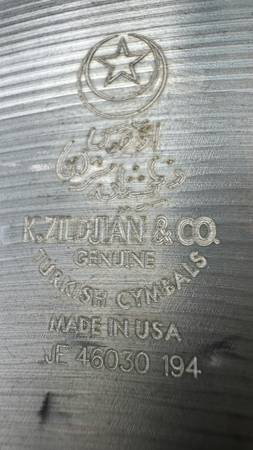 K. ZILDJIAN & CO.
GENUINE
TURKISH CYMBALS
MADE IN USA
JE 46030 194